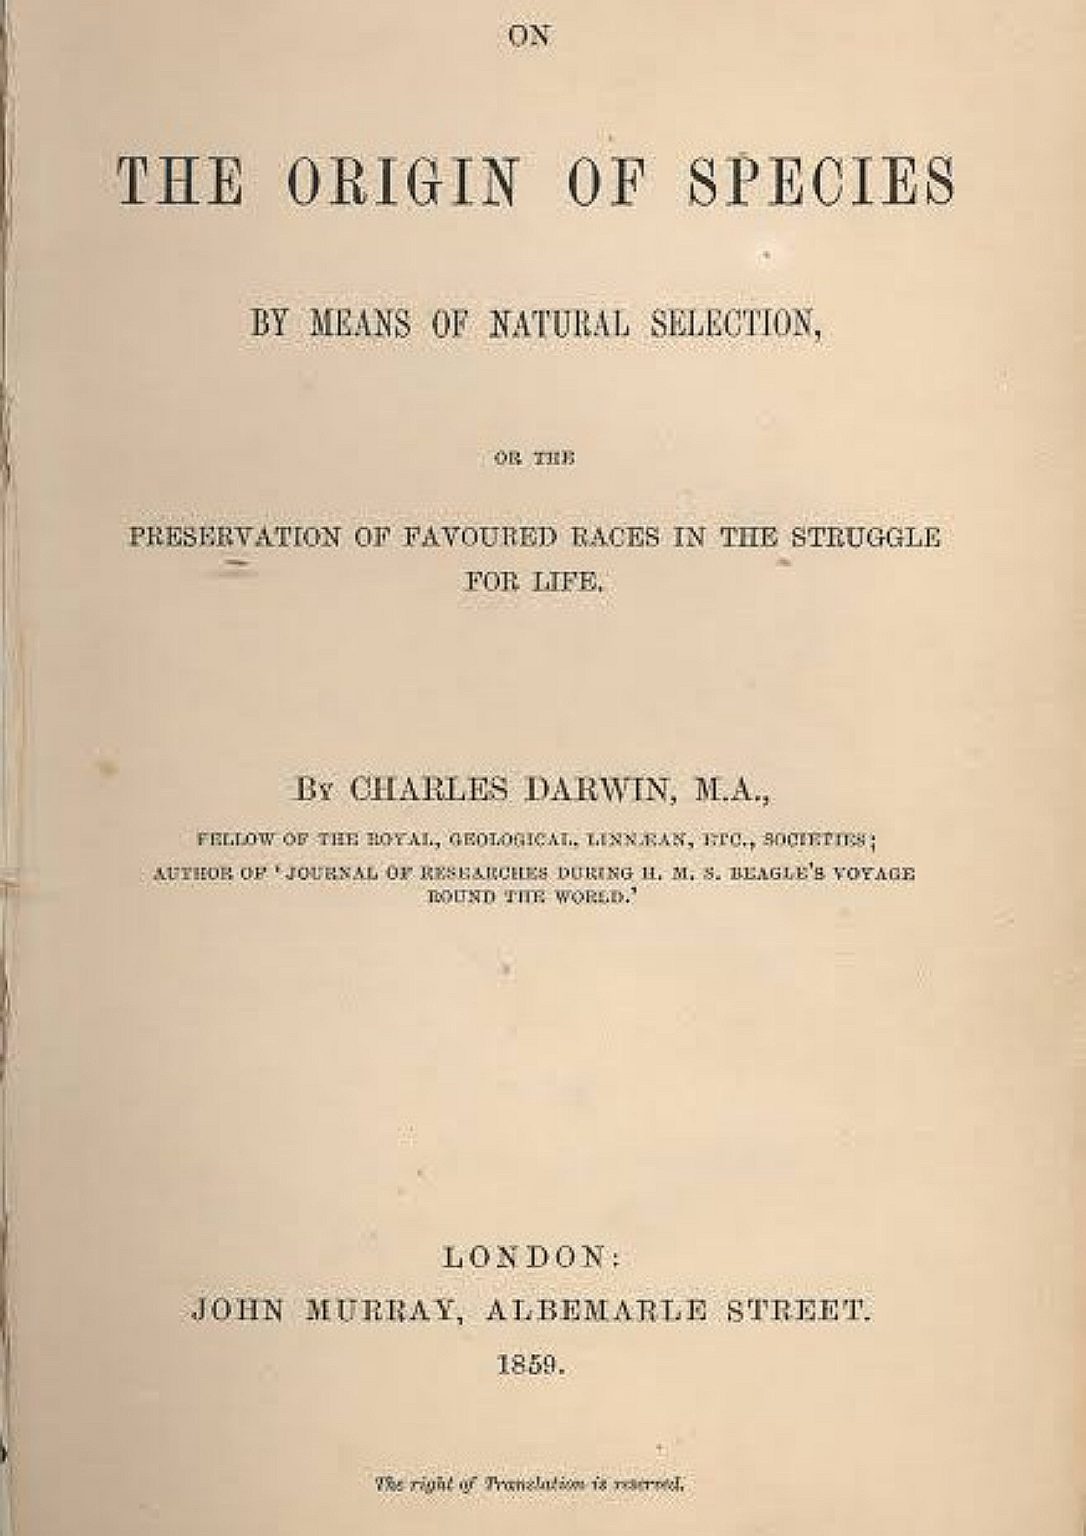 ON
THE ORIGIN OF SPECIES
BY MEANS OF NATURAL SELECTION,
OR THE
PRESERVATION OF FAVOURED RACES IN THE STRUGGLE
FOR LIFE.
By CHARLES DARWIN, M.A.,
FELLOW OF THE ROYAL, GEOLOGICAL, LINNÆAN, ETC., SOCIETIES;
AUTHOR OF ‘JOURNAL OF RESEARCHES DURING H. M. S. BEAGLE’S VOYAGE
ROUND THE WORLD.’
LONDON:
JOHN MURRAY, ALBEMARLE STREET.
1859.
The right of Translation is reserved.